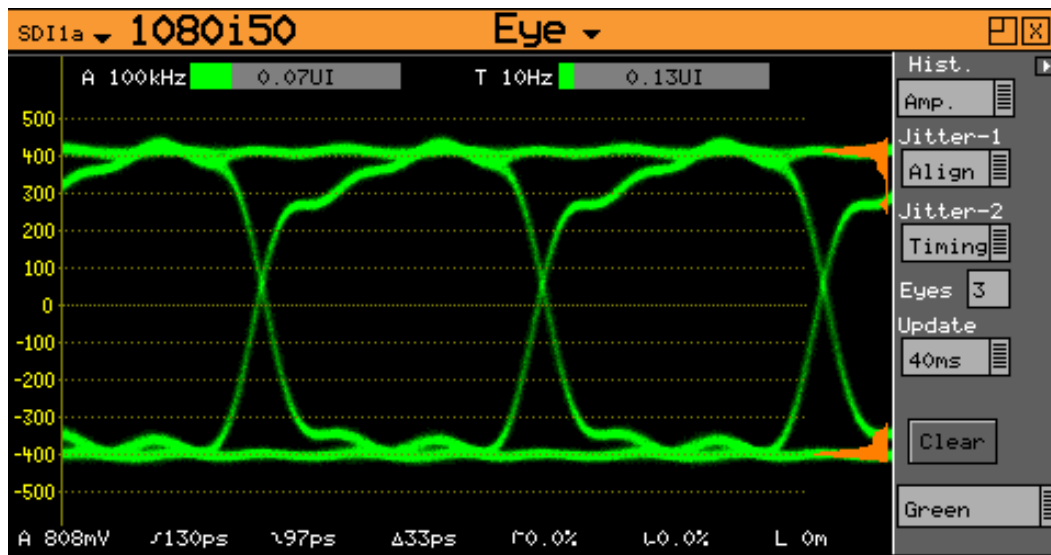 SDI1a 1080i50 Eye X
A 100kHz 0.07UI T 10Hz 0.13UI
Hist.
Amp.
Jitter-1
Align
Jitter-2
Timing
Eyes 3
Update
40ms
Clear
Green
500
400
300
200
100
0
-100
-200
-300
-400
-500
A 808mV 130ps 97ps Δ33ps 0.0% 0.0% L 0m